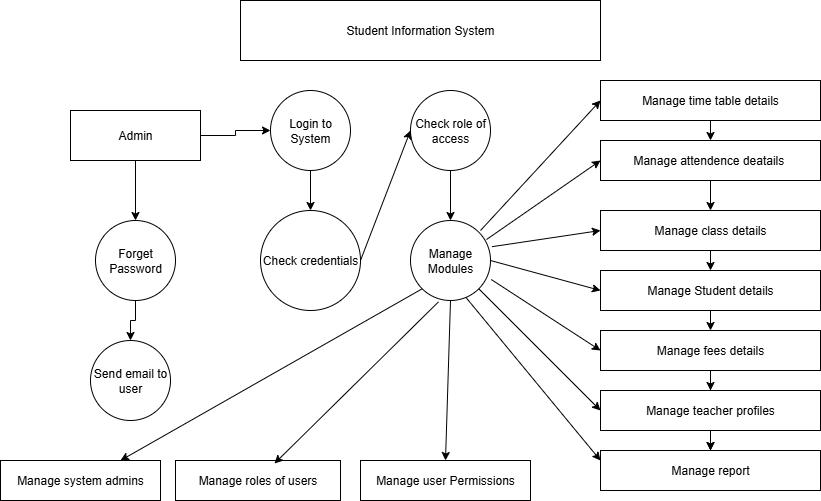 Student Information System
Admin
Login to
System
Check role of
access
Manage time table details
Manage attendence deatails
Manage class details
Forget
Password
Check credentials
Manage
Modules
Manage Student details
Manage fees details
Send email to
user
Manage teacher profiles
Manage system admins
Manage roles of users
Manage user Permissions
Manage report